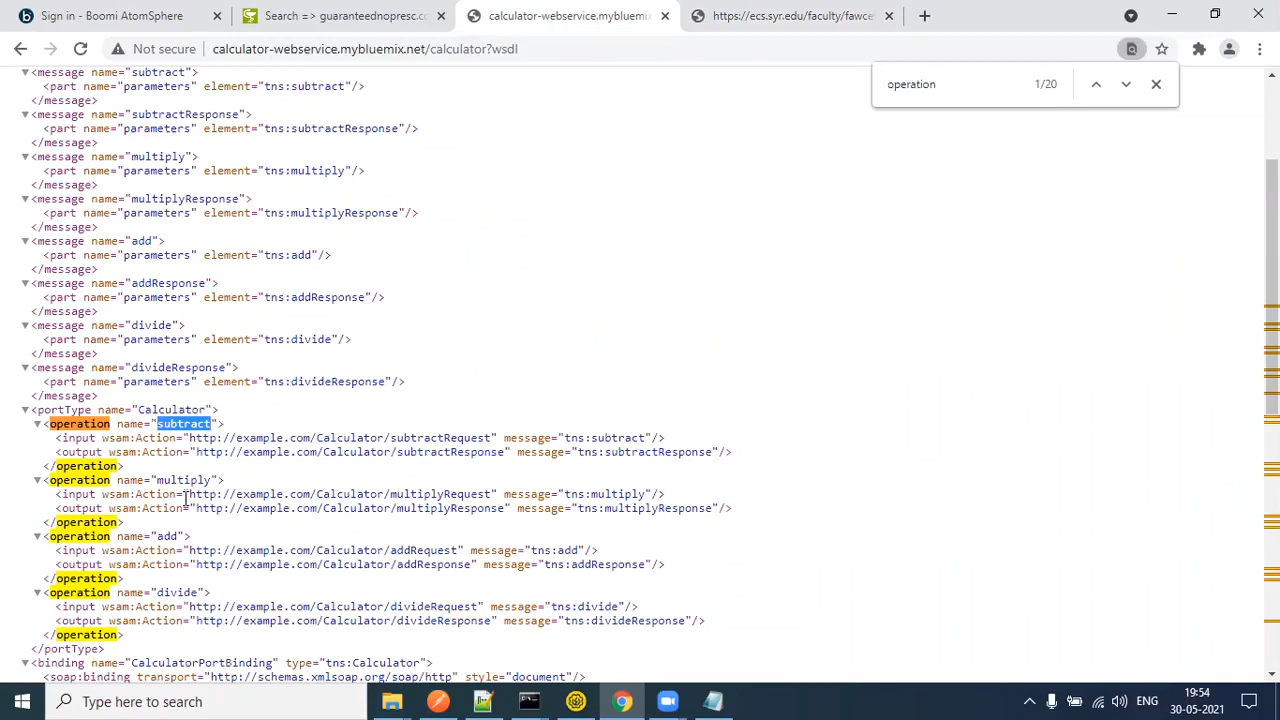 Sign in - Boomi AtomSphere
Search => guaranteednopresc.co
calculator-webservice.mybluemix.
https://ecs.syr.edu/faculty/fawce
Not secure
calculator-webservice.mybluemix.net/calculator?wsdl
operation
1/20
<message name="subtract">
<part name="parameters" element="tns:subtract"/>
</message>
<message name="subtractResponse">
<part name="parameters" element="tns:subtractResponse"/>
</message>
<message name="multiply">
<part name="parameters" element="tns:multiply"/>
</message>
<message name="multiplyResponse">
<part name="parameters" element="tns:multiplyResponse"/>
</message>
<message name="add">
<part name="parameters" element="tns:add"/>
</message>
<message name="addResponse">
<part name="parameters" element="tns:addResponse"/>
</message>
<message name="divide">
<part name="parameters" element="tns:divide"/>
</message>
<message name="divideResponse">
<part name="parameters" element="tns:divideResponse"/>
</message>
<portType name="Calculator">
<operation name="subtract">
<input wsam:Action="http://example.com/Calculator/subtractRequest" message="tns:subtract"/>
<output wsam:Action="http://example.com/Calculator/subtractResponse" message="tns:subtractResponse"/>
</operation>
<operation name="multiply">
<input wsam:Action="http://example.com/Calculator/multiplyRequest" message="tns:multiply"/>
<output wsam:Action="http://example.com/Calculator/multiplyResponse" message="tns:multiplyResponse"/>
</operation>
<operation name="add">
<input wsam:Action="http://example.com/Calculator/addRequest" message="tns:add"/>
<output wsam:Action="http://example.com/Calculator/addResponse" message="tns:addResponse"/>
</operation>
<operation name="divide">
<input wsam:Action="http://example.com/Calculator/divideRequest" message="tns:divide"/>
<output wsam:Action="http://example.com/Calculator/divideResponse" message="tns:divideResponse"/>
</operation>
</portType>
<binding name="CalculatorPortBinding" type="tns:Calculator">
<soap:binding transport="http://schemas.xmlsoap.org/soap/http" style="document"/>
Type here to search
ENG
19:54
30-05-2021